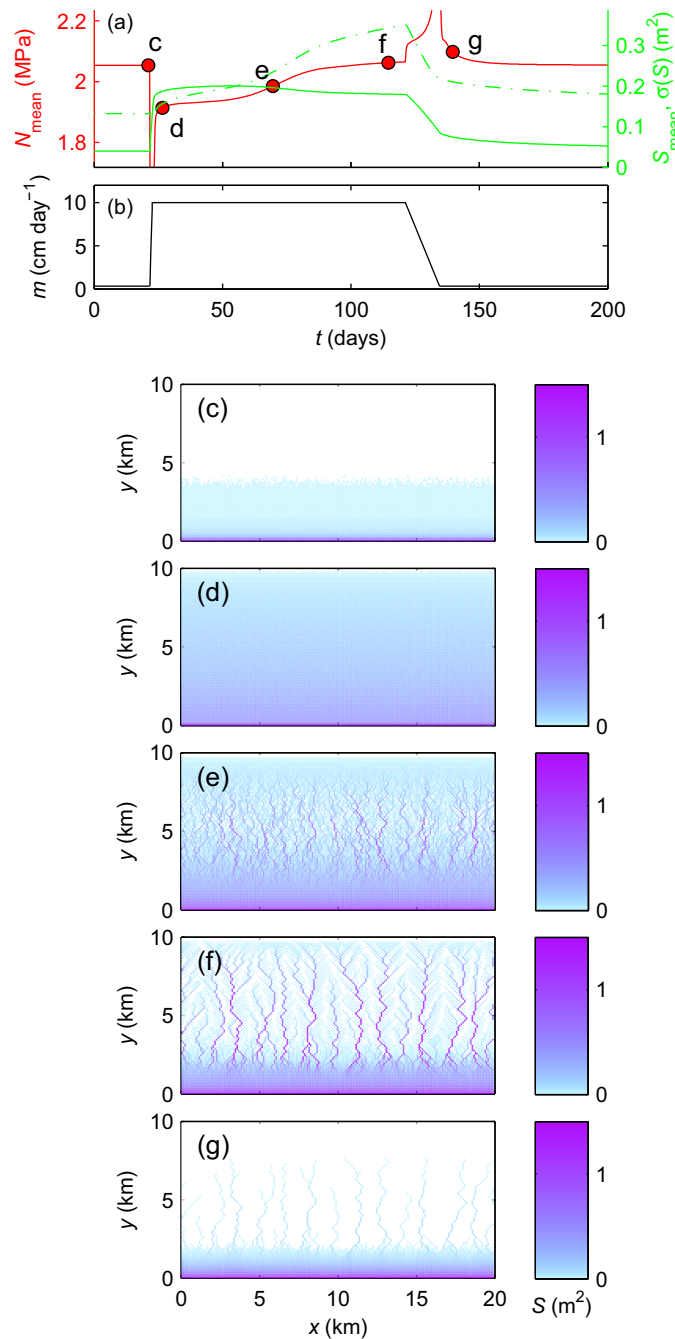 (a)
c
d
e
f
g
N_mean (MPa)
2.2
2
1.8
0.3
0.2
0.1
0
S_mean, σ(S) (m²)
(b)
m (cm day⁻¹)
10
5
0
0 50 100 150 200
t (days)
(c)
y (km)
10
5
0
1
0
(d)
y (km)
10
5
0
1
0
(e)
y (km)
10
5
0
1
0
(f)
y (km)
10
5
0
1
0
(g)
y (km)
10
5
0
1
0
0 5 10 15 20
x (km)
S (m²)